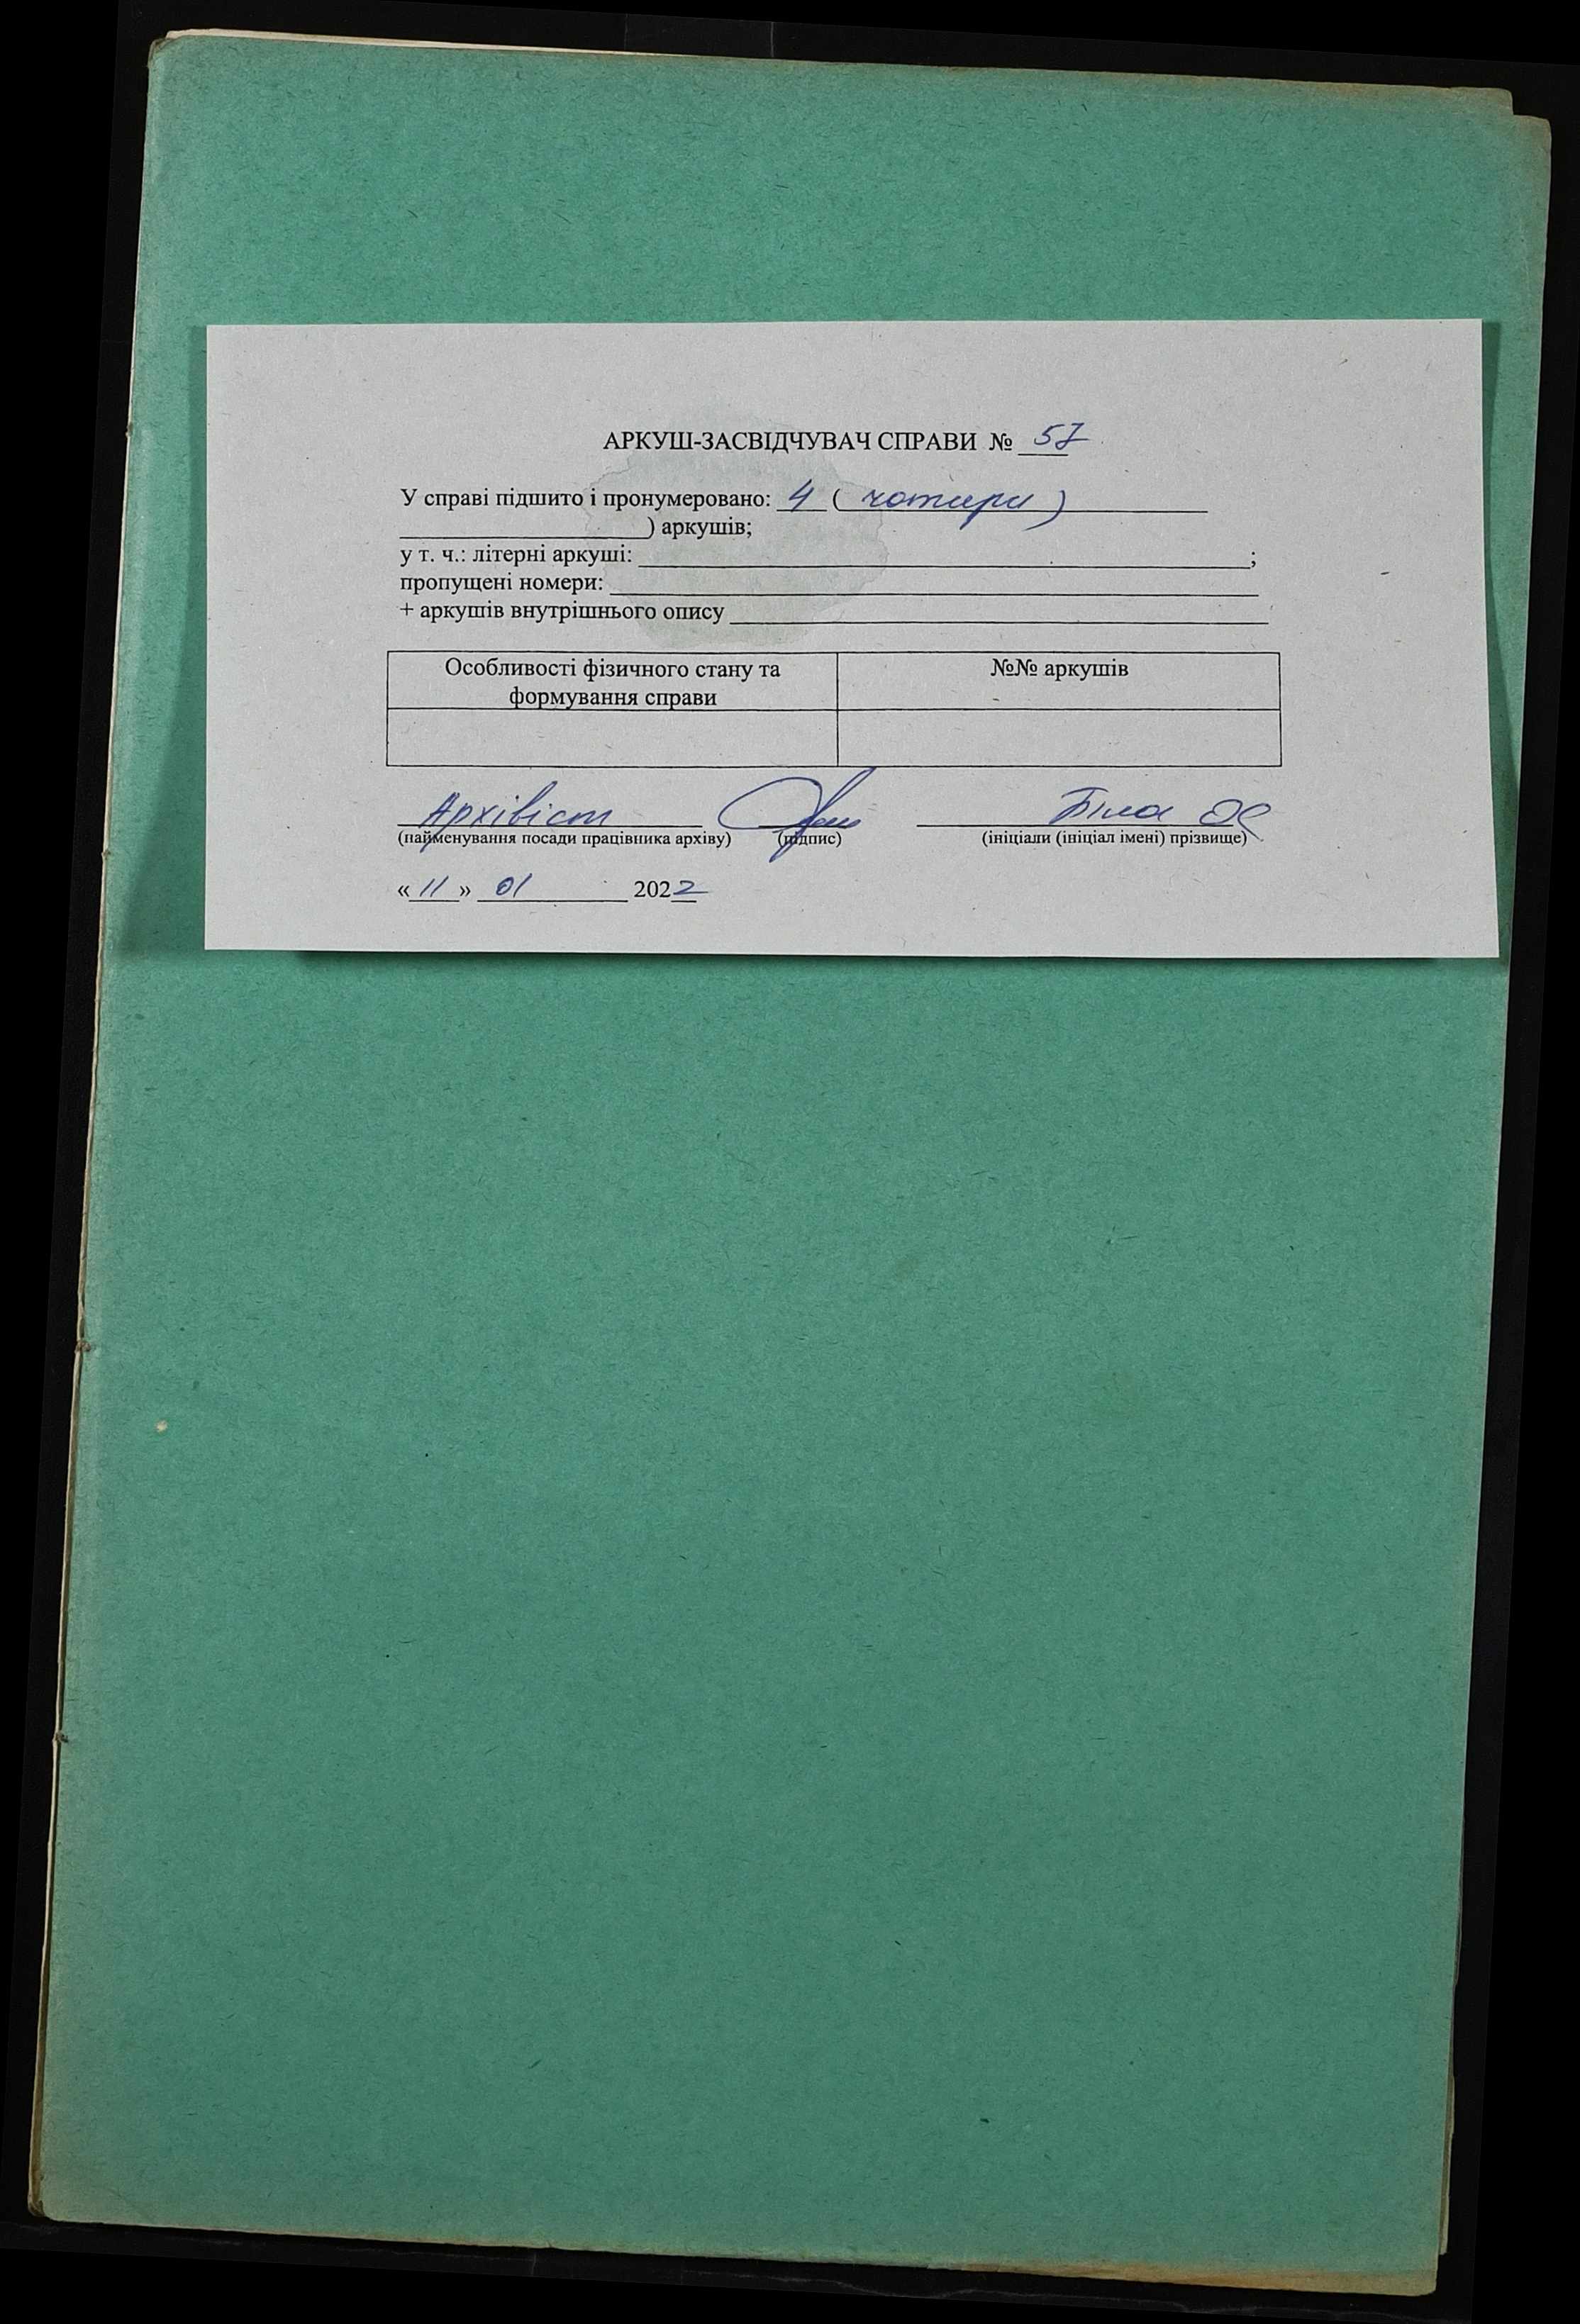 АРКУШ-ЗАСВІДЧУВАЧ СПРАВИ № 57
У справі підшито і пронумеровано: 4 ( чотири )
) аркушів;
у т. ч.: літерні аркуші: ;
пропущені номери:
+ аркушів внутрішнього опису
Особливості фізичного стану та формування справи
№№ аркушів
Архівіст Біла ОС
(найменування посади працівника архіву) (підпис) (ініціали (ініціал імені) прізвище)
« 11 » 01 2022